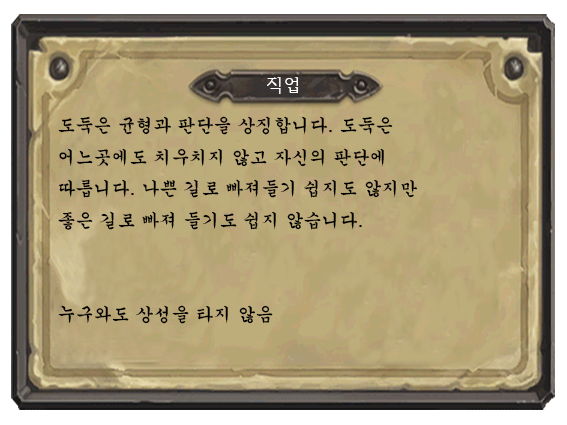 직업
도둑은 균형과 판단을 상징합니다. 도둑은
어느곳에도 치우치지 않고 자신의 판단에
따릅니다. 나쁜 길로 빠져들기 쉽지도 않지만
좋은 길로 빠져 들기도 쉽지 않습니다.
누구와도 상성을 타지 않음